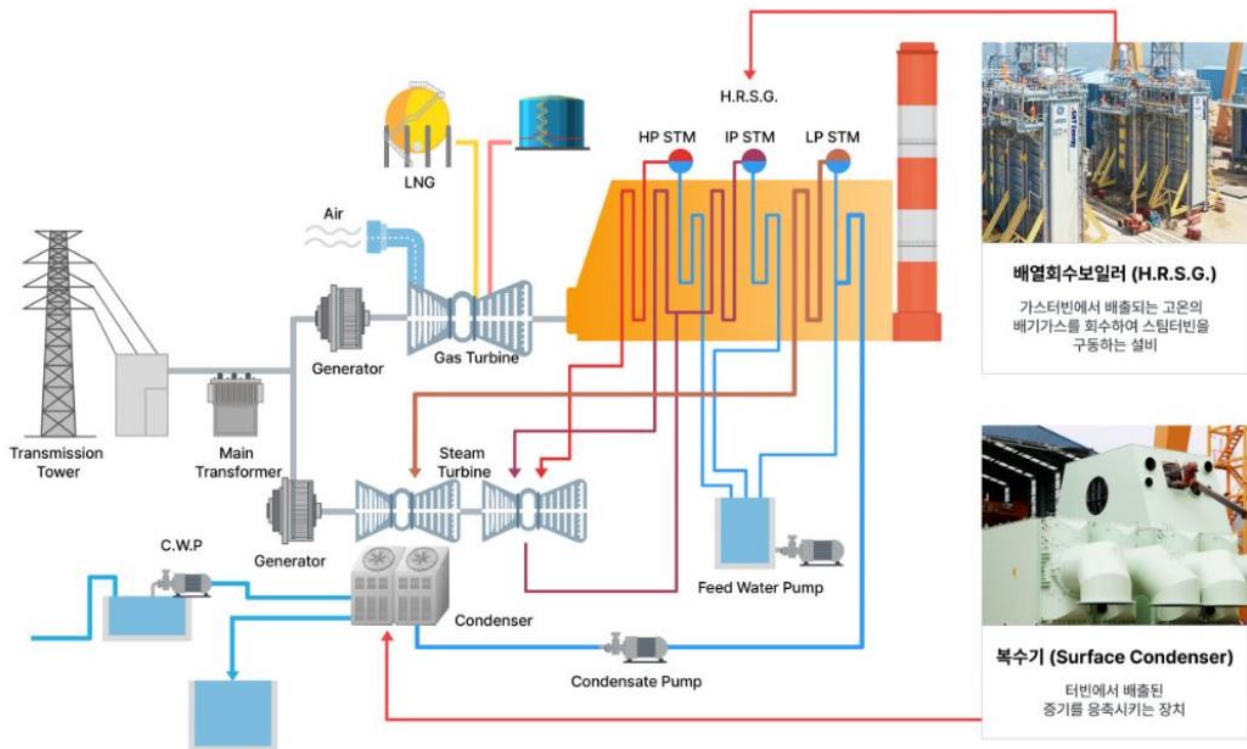 H.R.S.G.
HP STM
IP STM
LP STM
LNG
Air
Gas Turbine
Generator
Transmission
Tower
Main
Transformer
Steam
Turbine
Generator
C.W.P
Condenser
Feed Water Pump
Condensate Pump
배열회수보일러 (H.R.S.G.)
가스터빈에서 배출되는 고온의
배기가스를 회수하여 스팀터빈을
구동하는 설비
복수기 (Surface Condenser)
터빈에서 배출된
증기를 응축시키는 장치